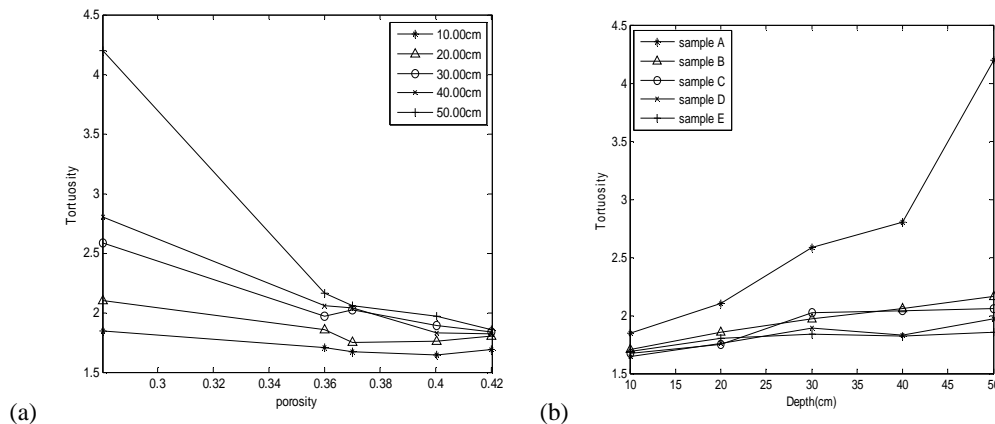 4.5
4
3.5
3
2.5
2
1.5
Tortuosity
0.3
0.32
0.34
0.36
0.38
0.4
0.42
porosity
10.00cm
20.00cm
30.00cm
40.00cm
50.00cm
(a)
4.5
4
3.5
3
2.5
2
1.5
Tortuosity
10
15
20
25
30
35
40
45
50
Depth(cm)
sample A
sample B
sample C
sample D
sample E
(b)